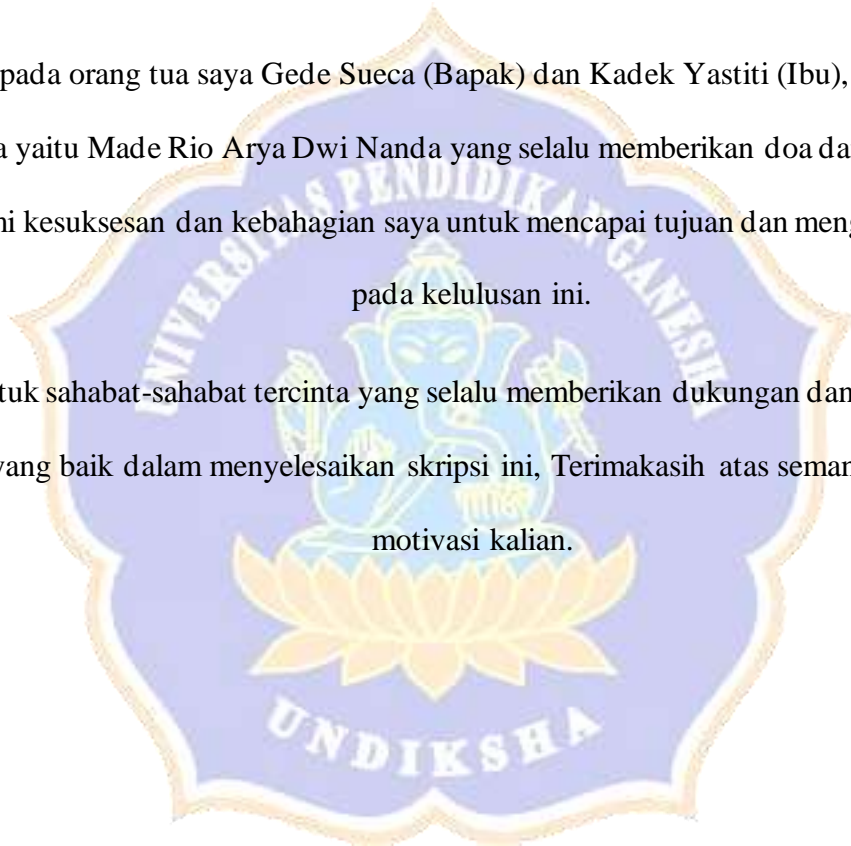 pada orang tua saya Gede Sueca (Bapak) dan Kadek Yastiti (Ibu),
a yaitu Made Rio Arya Dwi Nanda yang selalu memberikan doa da
ni kesuksesan dan kebahagian saya untuk mencapai tujuan dan meng
pada kelulusan ini.
tuk sahabat-sahabat tercinta yang selalu memberikan dukungan dan
yang baik dalam menyelesaikan skripsi ini, Terimakasih atas seman
motivasi kalian.
UNIVERSITAS PENDIDIKAN GANESHA
UNDIKSHA